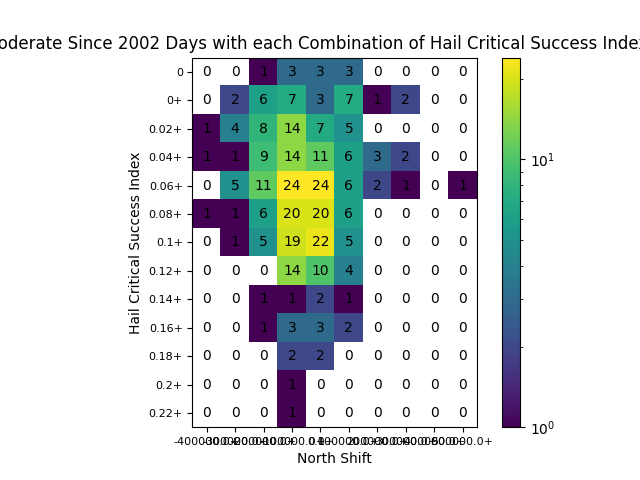 oderate Since 2002 Days with each Combination of Hail Critical Success Inde
0 0 0 1 3 3 3 0 0 0 0
0+ 0 2 6 7 3 7 1 2 0 0
0.02+ 1 4 8 14 7 5 0 0 0 0
0.04+ 1 1 9 14 11 6 3 2 0 0
0.06+ 0 5 11 24 24 6 2 1 0 1
0.08+ 1 1 6 20 20 6 0 0 0 0
0.1+ 0 1 5 19 22 5 0 0 0 0
0.12+ 0 0 0 14 10 4 0 0 0 0
0.14+ 0 0 1 1 2 1 0 0 0 0
0.16+ 0 0 1 3 3 2 0 0 0 0
0.18+ 0 0 0 2 2 0 0 0 0 0
0.2+ 0 0 0 1 0 0 0 0 0 0
0.22+ 0 0 0 1 0 0 0 0 0 0
Hail Critical Success Index
North Shift
10¹
10⁰